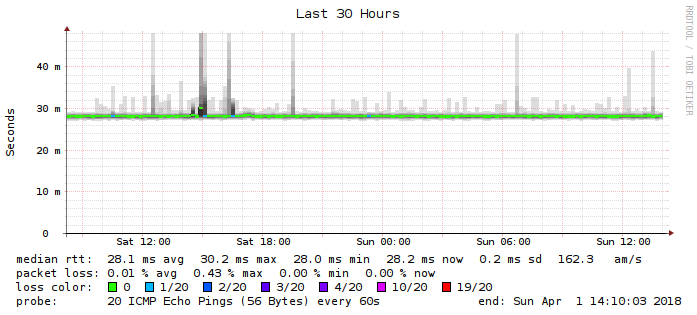 Last 30 Hours
RRDTOOL / TOBI OETIKER
Seconds
40 m
30 m
20 m
10 m
0
Sat 12:00 Sat 18:00 Sun 00:00 Sun 06:00 Sun 12:00
median rtt: 28.1 ms avg 30.2 ms max 28.0 ms min 28.2 ms now 0.2 ms sd 162.3 am/s
packet loss: 0.01 % avg 0.43 % max 0.00 % min 0.00 % now
loss color: 0 1/20 2/20 3/20 4/20 10/20 19/20
probe: 20 ICMP Echo Pings (56 Bytes) every 60s end: Sun Apr 1 14:10:03 2018